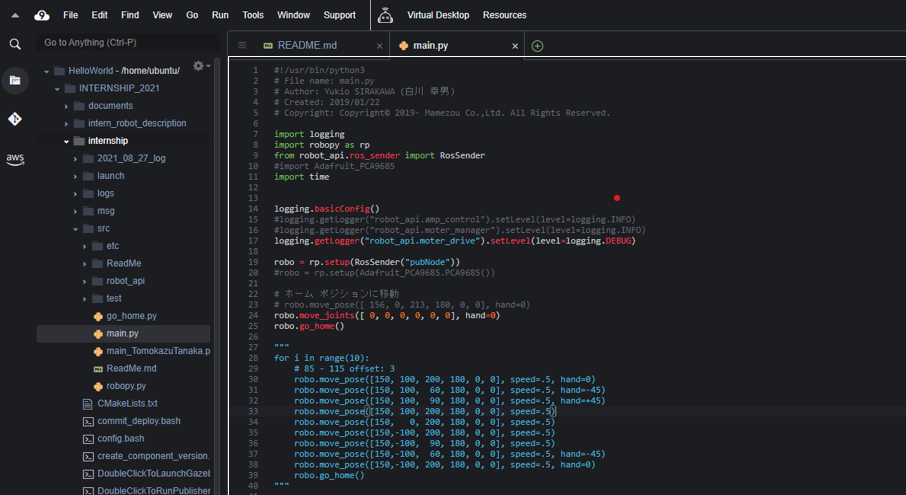 File Edit Find View Go Run Tools Window Support Virtual Desktop Resources
Go to Anything (Ctrl-P)
README.md
main.py
HelloWorld - /home/ubuntu/
INTERNSHIP_2021
documents
intern_robot_description
internship
2021_08_27_log
launch
logs
msg
src
etc
ReadMe
robot_api
test
go_home.py
main.py
main_TomokazuTanaka.p
ReadMe.md
robopy.py
CMakeLists.txt
commit_deploy.bash
config.bash
create_component_version.
DoubleClickToLaunchGazeb
DoubleClickToRunPublisher
aws
1 #!/usr/bin/python3
2 # File name: main.py
3 # Author: Yukio SIRAKAWA (白川 幸男)
4 # Created: 2019/01/22
5 # Copyright: Copyright© 2019- Mamezou Co.,Ltd. All Rights Reserved.
6
7 import logging
8 import robopy as rp
9 from robot_api.ros_sender import RosSender
10 #import Adafruit_PCA9685
11 import time
12
13
14 logging.basicConfig()
15 #logging.getLogger("robot_api.amp_control").setLevel(level=logging.INFO)
16 #logging.getLogger("robot_api.moter_manager").setLevel(level=logging.INFO)
17 logging.getLogger("robot_api.moter_drive").setLevel(level=logging.DEBUG)
18
19 robo = rp.setup(RosSender("pubNode"))
20 #robo = rp.setup(Adafruit_PCA9685.PCA9685())
21
22 # ホーム ポジションに移動
23 # robo.move_pose([ 156, 0, 213, 180, 0, 0], hand=0)
24 robo.move_joints([ 0, 0, 0, 0, 0, 0], hand=0)
25 robo.go_home()
26
27 """
28 for i in range(10):
29 # 85 - 115 offset: 3
30 robo.move_pose([150, 100, 200, 180, 0, 0], speed=.5, hand=0)
31 robo.move_pose([150, 100, 60, 180, 0, 0], speed=.5, hand=-45)
32 robo.move_pose([150, 100, 90, 180, 0, 0], speed=.5, hand=+45)
33 robo.move_pose([150, 100, 200, 180, 0, 0], speed=.5)
34 robo.move_pose([150, 0, 200, 180, 0, 0], speed=.5)
35 robo.move_pose([150,-100, 200, 180, 0, 0], speed=.5)
36 robo.move_pose([150,-100, 90, 180, 0, 0], speed=.5)
37 robo.move_pose([150,-100, 60, 180, 0, 0], speed=.5, hand=-45)
38 robo.move_pose([150,-100, 200, 180, 0, 0], speed=.5, hand=0)
39 robo.go_home()
40 """